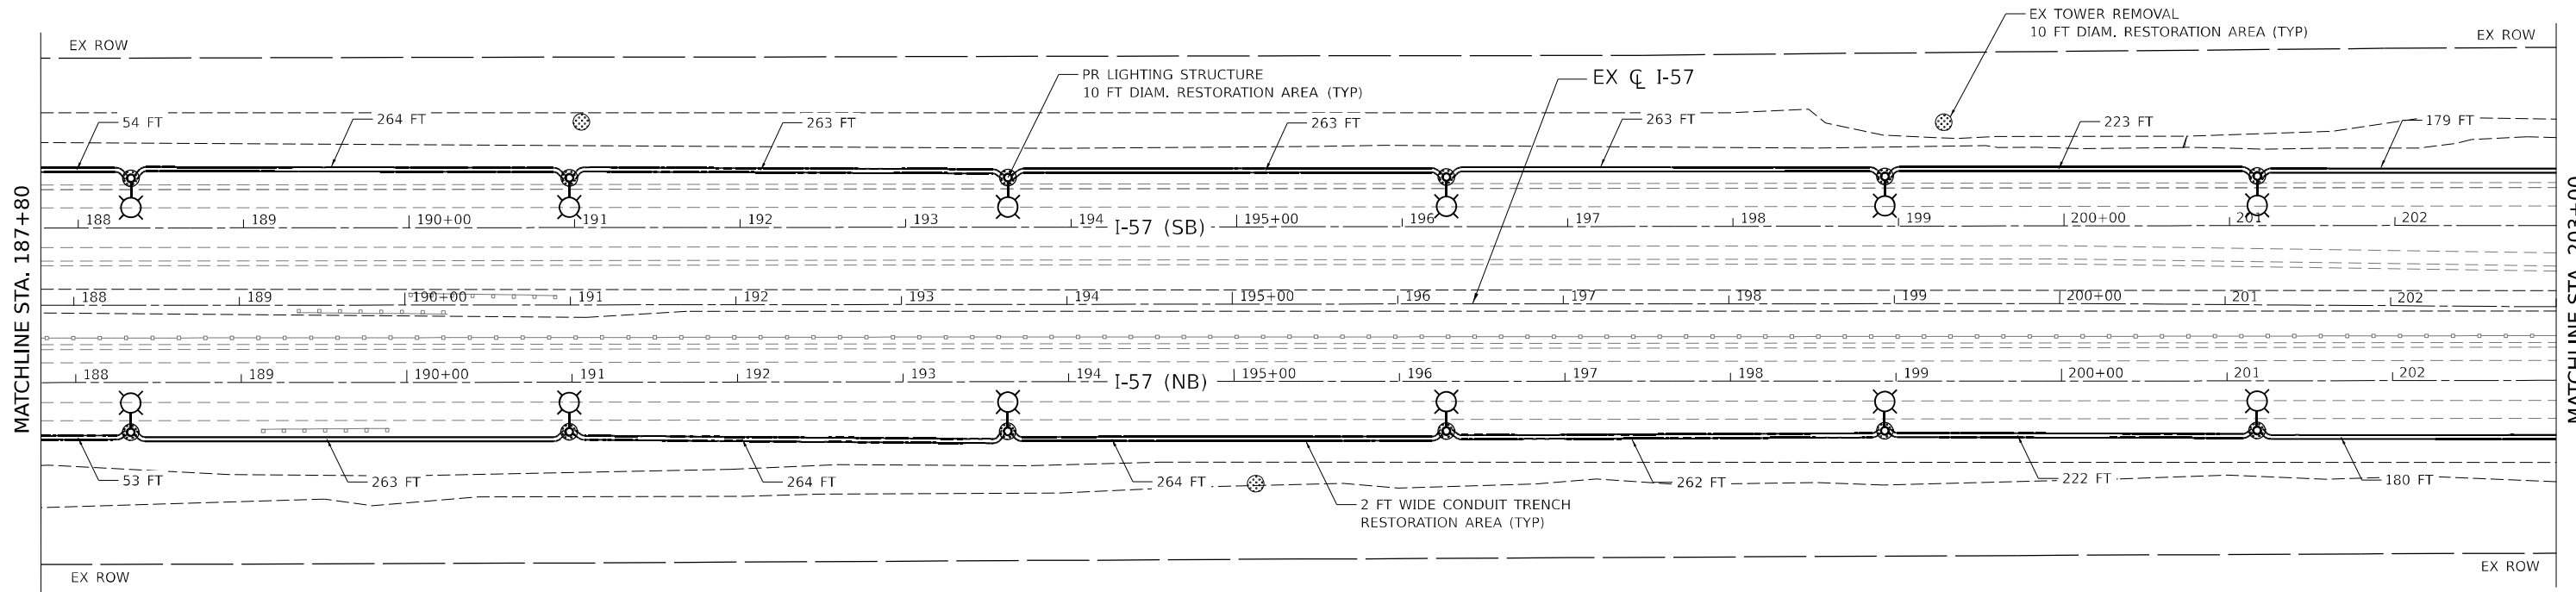 EX TOWER REMOVAL
10 FT DIAM. RESTORATION AREA (TYP)
EX ROW
EX ROW
PR LIGHTING STRUCTURE
10 FT DIAM. RESTORATION AREA (TYP)
EX ℄ I-57
54 FT
264 FT
263 FT
263 FT
263 FT
223 FT
179 FT
MATCHLINE STA. 187+80
MATCHLINE STA. 203+00
188 189 190+00 191 192 193 194 195+00 196 197 198 199 200+00 201 202
I-57 (SB)
188 189 190+00 191 192 193 194 195+00 196 197 198 199 200+00 201 202
188 189 190+00 191 192 193 194 195+00 196 197 198 199 200+00 201 202
I-57 (NB)
53 FT
263 FT
264 FT
264 FT
262 FT
222 FT
180 FT
2 FT WIDE CONDUIT TRENCH
RESTORATION AREA (TYP)
EX ROW
EX ROW